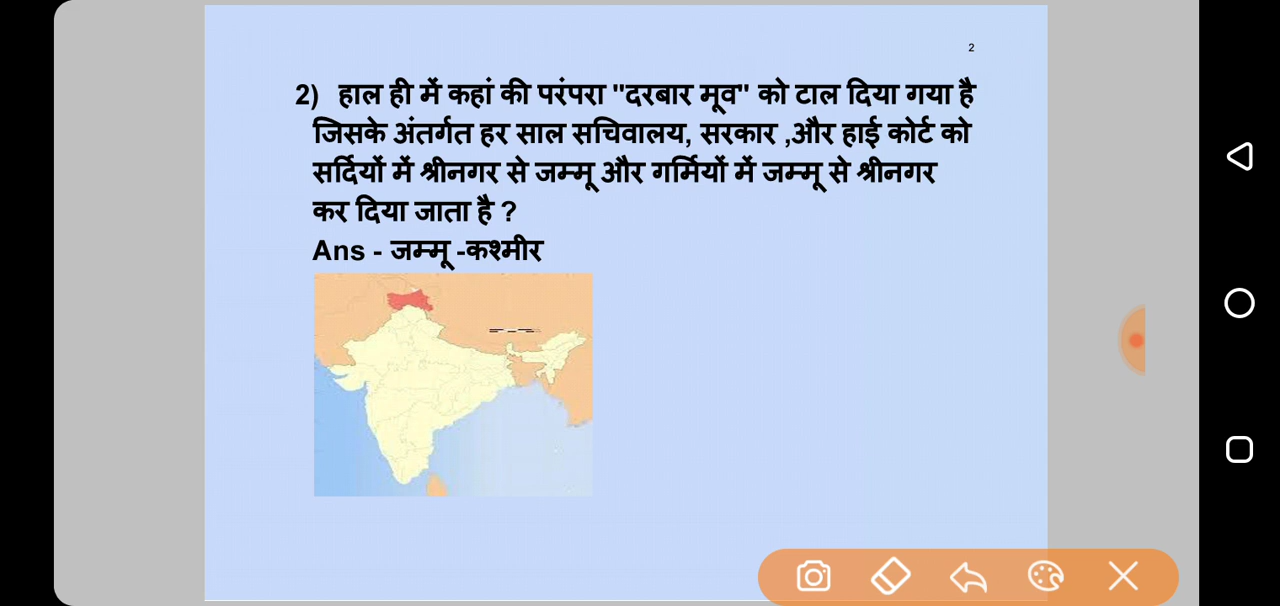 2
2) हाल ही में कहां की परंपरा "दरबार मूव" को टाल दिया गया है
जिसके अंतर्गत हर साल सचिवालय, सरकार ,और हाई कोर्ट को
सर्दियों में श्रीनगर से जम्मू और गर्मियों में जम्मू से श्रीनगर
कर दिया जाता है ?
Ans - जम्मू -कश्मीर